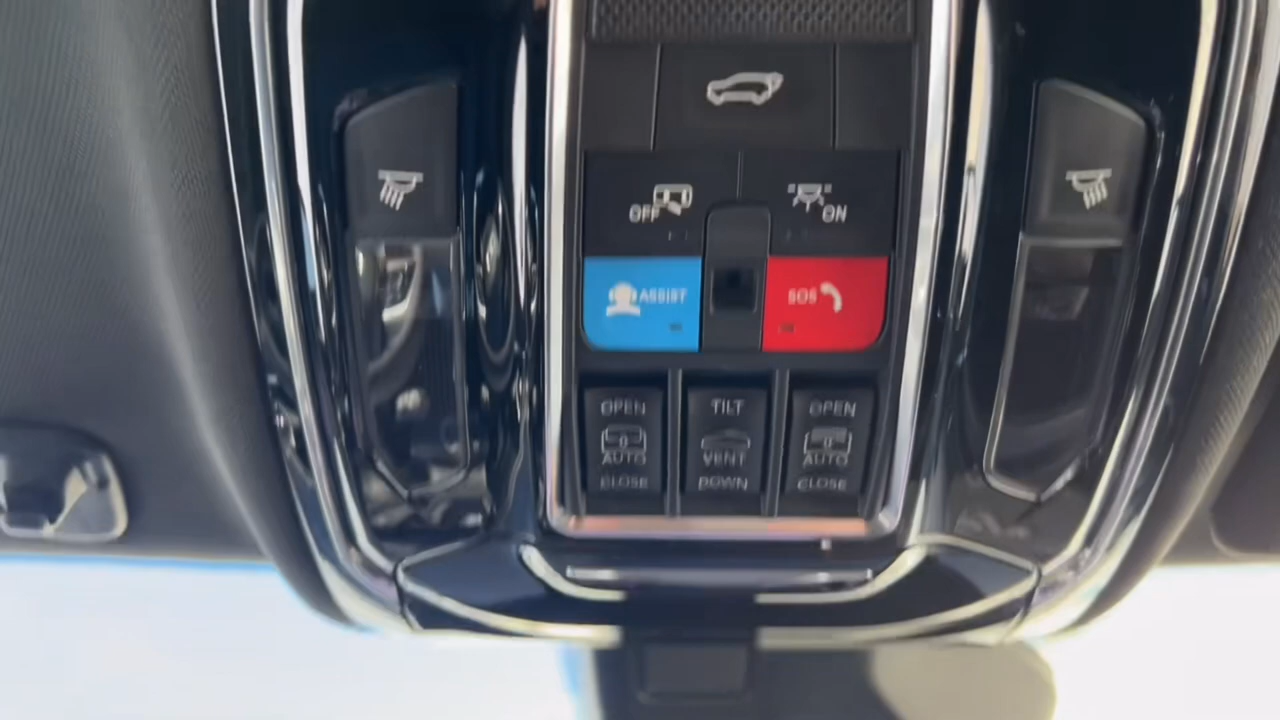 OFF
ON
ASSIST
SOS
OPEN
AUTO
CLOSE
TILT
VENT
DOWN
OPEN
AUTO
CLOSE